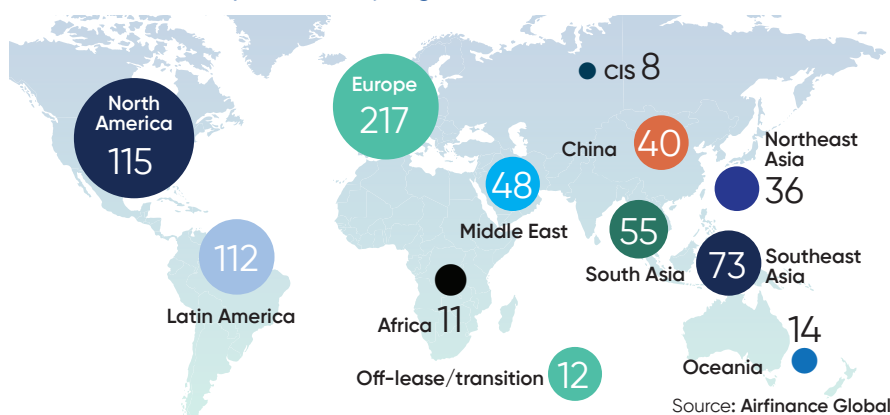 North
America
115
Europe
217
CIS 8
China
40
Northeast
Asia
36
48
Middle East
55
South Asia
73
Southeast
Asia
112
Latin America
Africa 11
14
Oceania
Off-lease/transition
12
Source: Airfinance Global